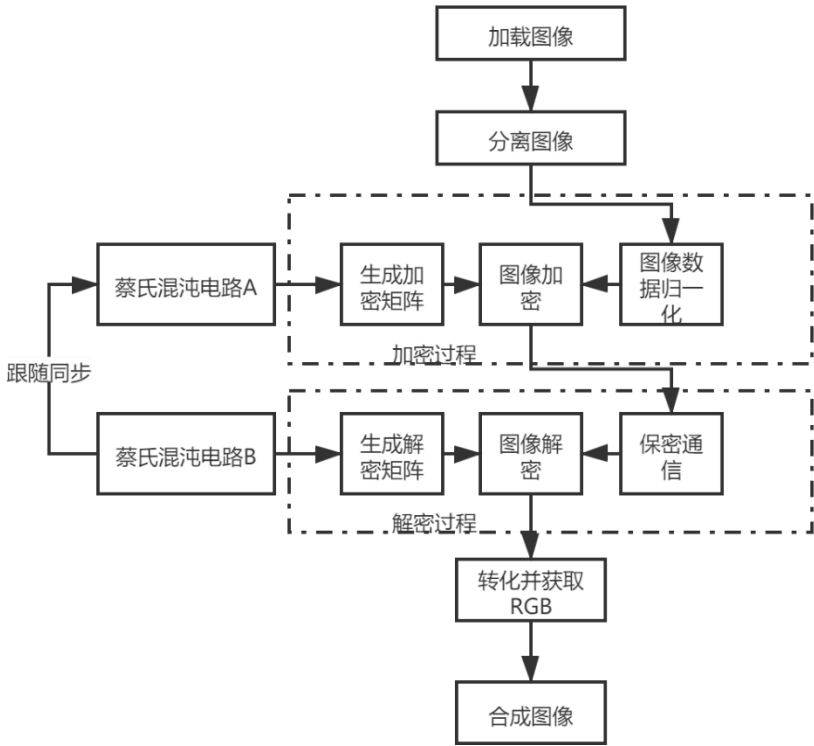 加载图像
分离图像
蔡氏混沌电路A
生成加
密矩阵
图像加
密
图像数
据归一
化
加密过程
跟随同步
蔡氏混沌电路B
生成解
密矩阵
图像解
密
保密通
信
解密过程
转化并获取
RGB
合成图像